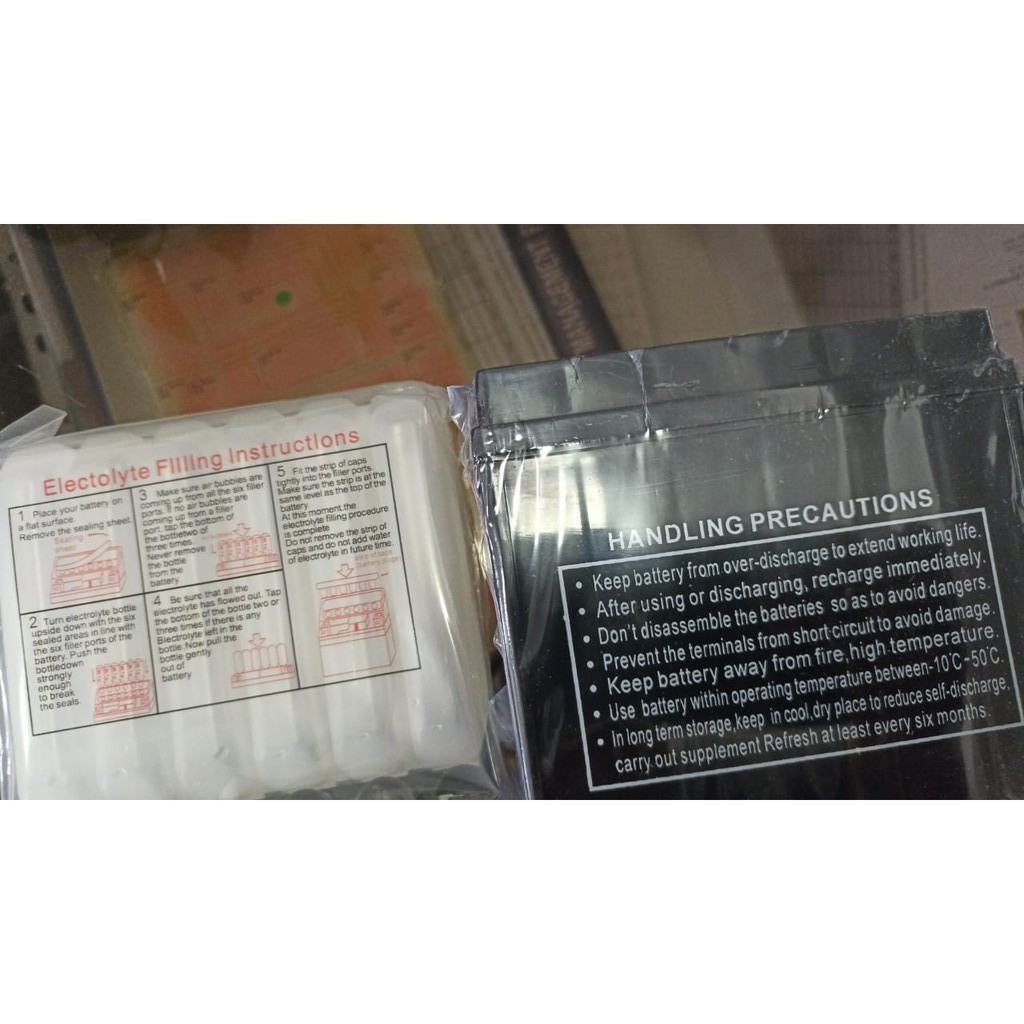 MANAGEMENT
Electolyte Filling Instructions
1 Place your battery on
a flat surface
Remove the sealing sheet.
2 Turn electrolyte bottle
upside down with the six
sealed areas in line with
the six filler ports of the
battery. Push the
bottledown
strongly
enough
to break
the seals.
3 Make sure air bubbies are
coming up from all the six filler
ports. If no air bubbles are
coming up from a filler
port, tap the bottom of
the bottletwo of
three times.
Never remove
the bottle
from the
battery.
4 Be sure that all the
electrolyte has flowed out. Tap
the bottom of the bottle two or
three times if there is any
Electrolyte left in the
bottle. Now pull the
bottle gently
out of
battery
5 Fit the strip of caps
tightly into the filler ports.
Make sure the strip is at the
same level as the top of the
battery.
At this moment.the
electrolyte filling procedure
is complete
Do not remove the strip of
caps and do not add water
of electrolyte in future time.
HANDLING PRECAUTIONS
• Keep battery from over-discharge to extend working life.
• After using or discharging, recharge immediately.
• Don't disassemble the batteries so as to avoid dangers.
• Prevent the terminals from short circuit to avoid damage.
• Keep battery away from fire, high temperature.
• Use battery within operating temperature between-10°C~50°C.
• In long term storage,keep in cool,dry place to reduce self-discharge,
carry out supplement Refresh at least every six months.